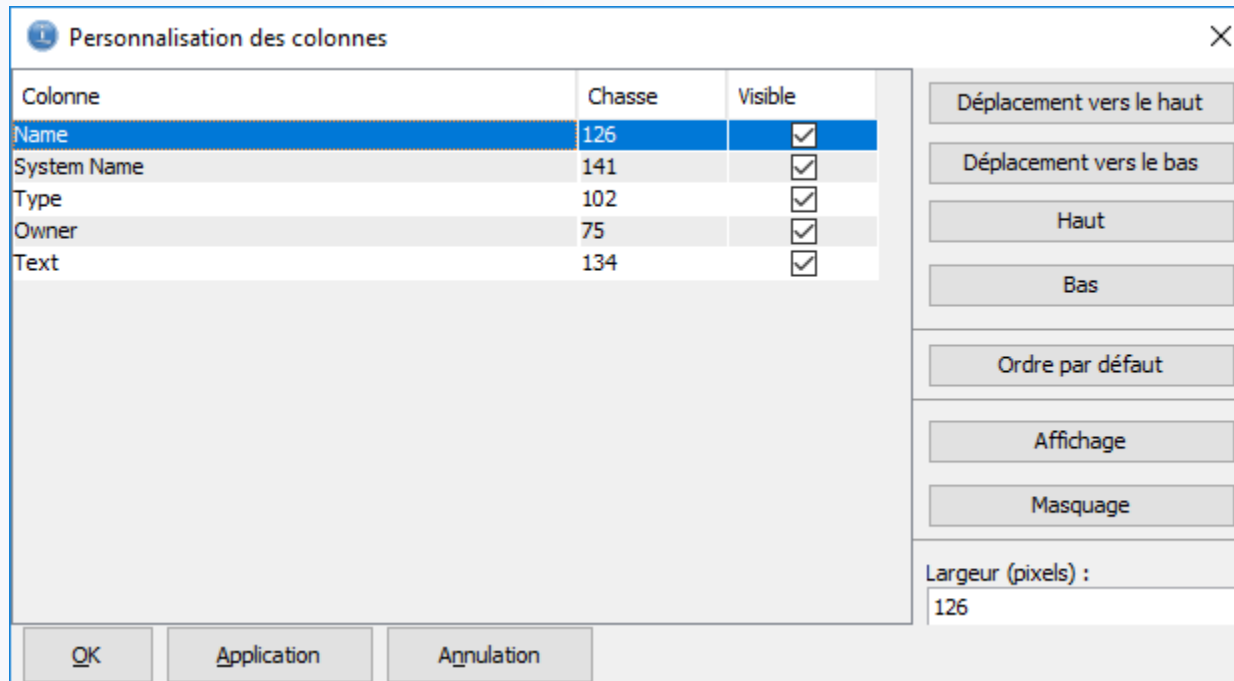 Personnalisation des colonnes
Colonne Chasse Visible
Name 126
System Name 141
Type 102
Owner 75
Text 134
Déplacement vers le haut
Déplacement vers le bas
Haut
Bas
Ordre par défaut
Affichage
Masquage
Largeur (pixels) :
126
OK Application Annulation